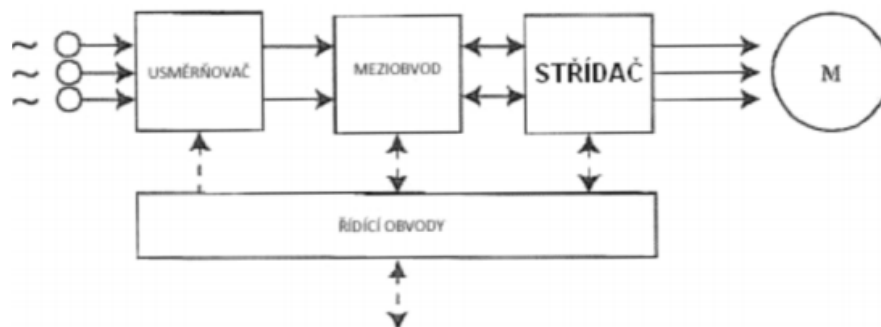 ~
USMĚRŇOVAČ
MEZIOBVOD
STŘÍDAČ
M
~
~
ŘÍDÍCÍ OBVODY